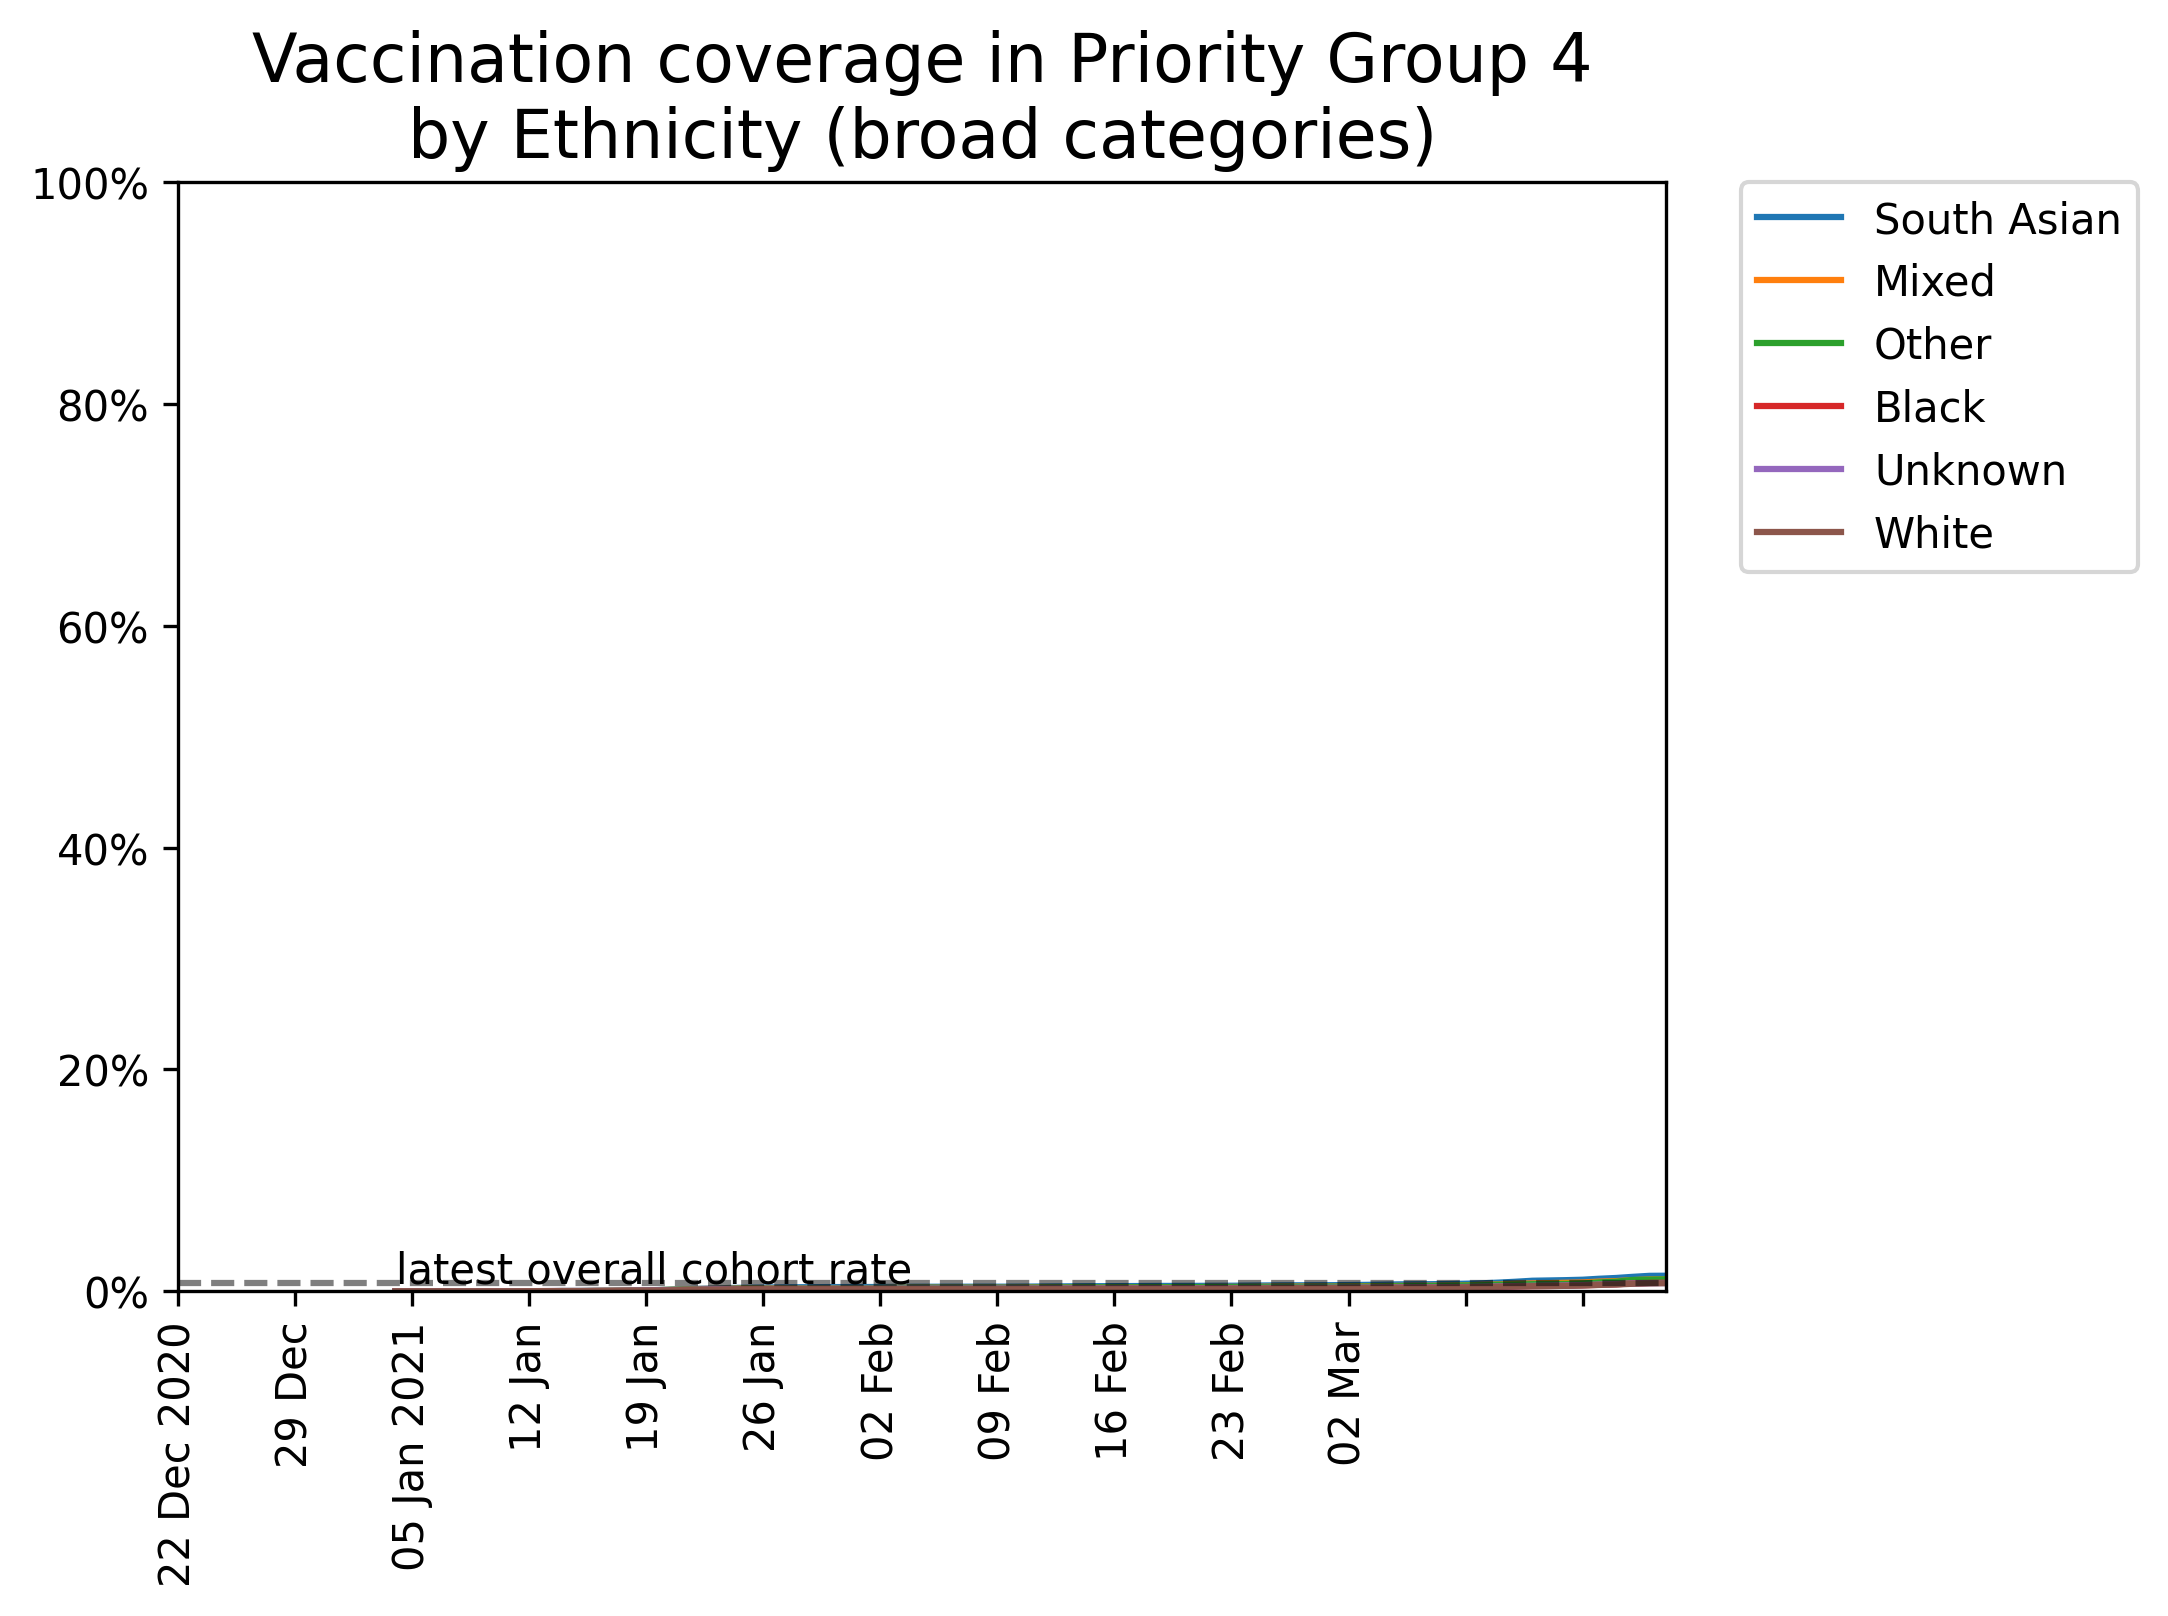 Vaccination coverage in Priority Group 4
by Ethnicity (broad categories)
100%
80%
60%
40%
20%
0%
latest overall cohort rate
22 Dec 2020
29 Dec
05 Jan 2021
12 Jan
19 Jan
26 Jan
02 Feb
09 Feb
16 Feb
23 Feb
02 Mar
South Asian
Mixed
Other
Black
Unknown
White